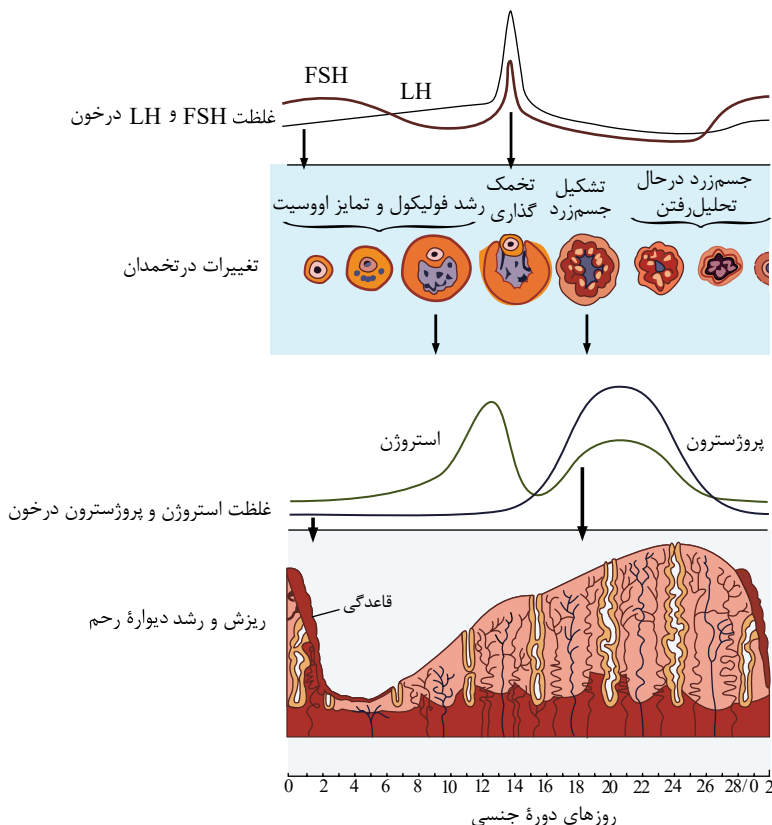 FSH
LH
غلظت FSH و LH درخون
رشد فولیکول و تمایز اووسیت
تخمک
گذاری
تشکیل
جسم‌زرد
جسم‌زرد درحال
تحلیل‌رفتن
تغییرات درتخمدان
استروژن
پروژسترون
غلظت استروژن و پروژسترون درخون
قاعدگی
ریزش و رشد دیوارهٔ رحم
0 2 4 6 8 10 12 14 16 18 20 22 24 26 28/0 2
روزهای دورهٔ جنسی